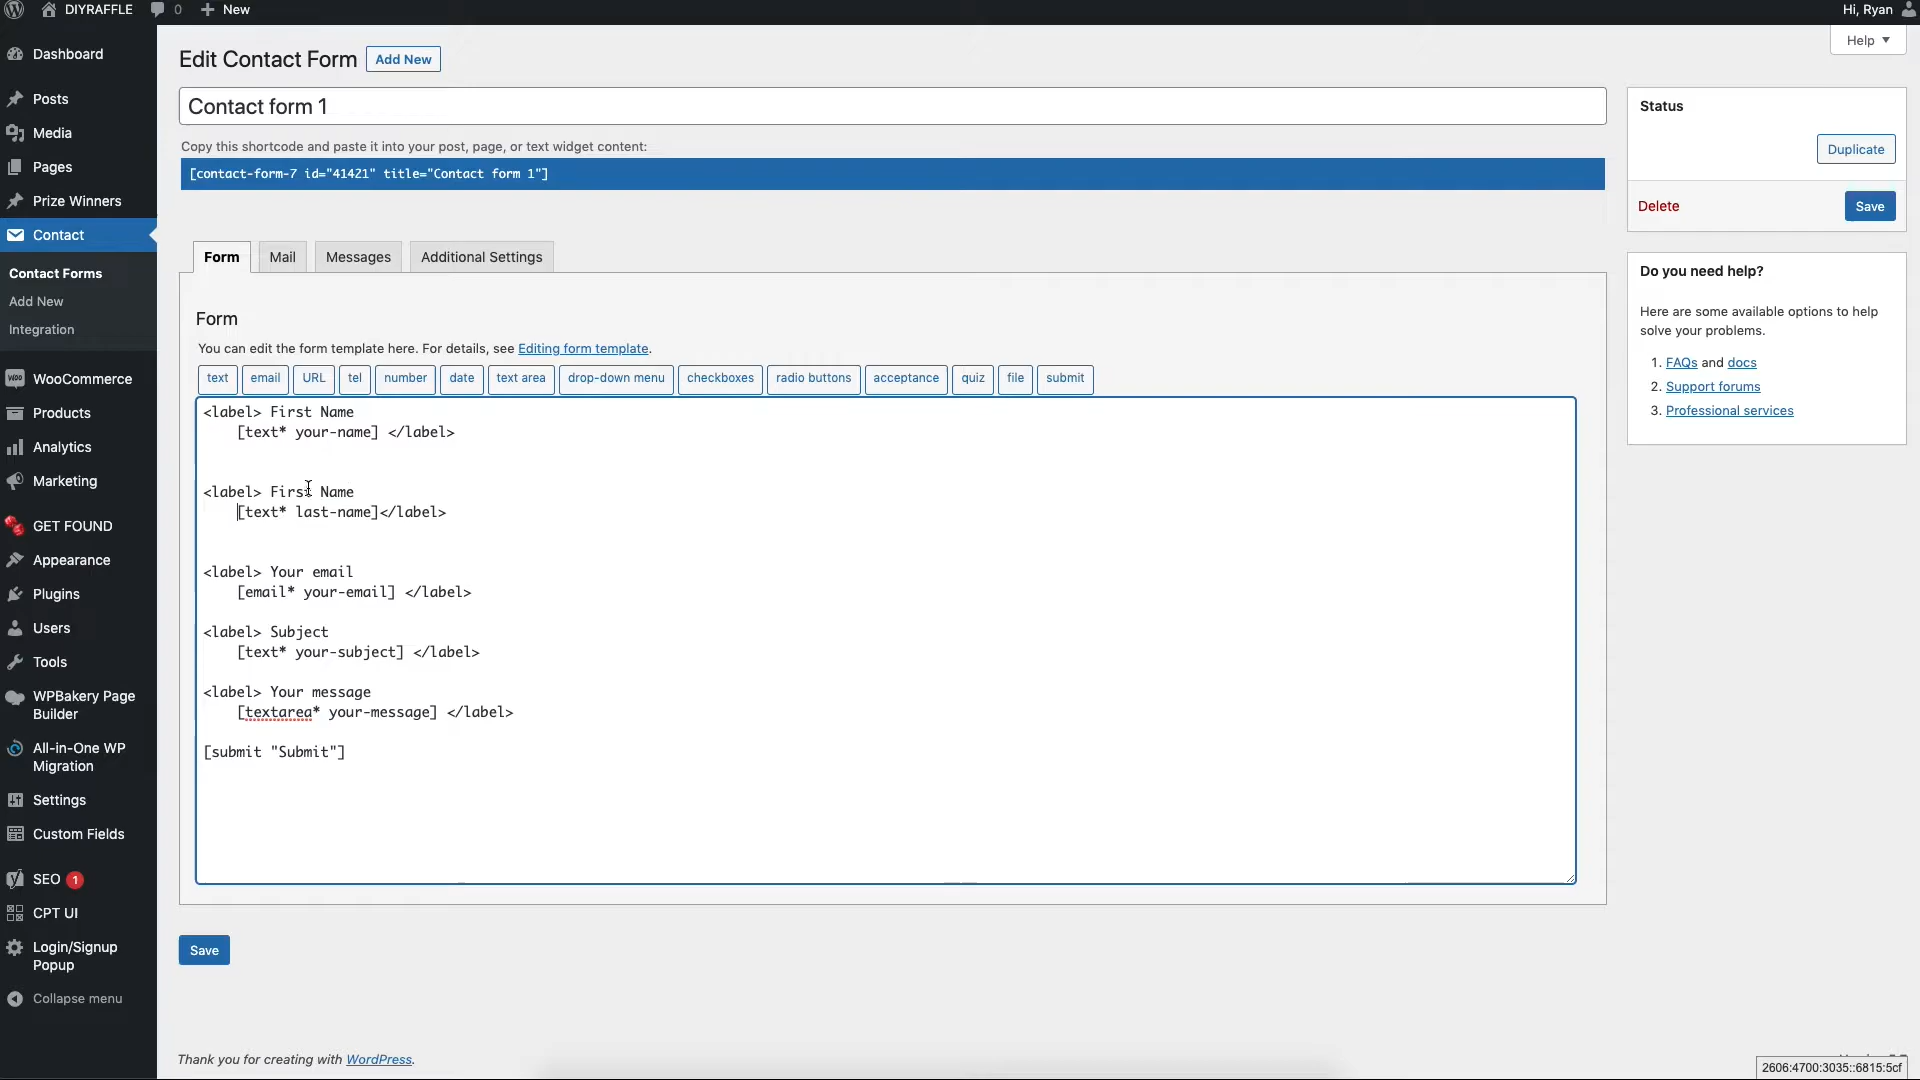 DIYRAFFLE
0
New
Hi, Ryan
Help
Dashboard
Posts
Media
Pages
Prize Winners
Contact
Contact Forms
Add New
Integration
WooCommerce
Products
Analytics
Marketing
GET FOUND
Appearance
Plugins
Users
Tools
WPBakery Page
Builder
All-in-One WP
Migration
Settings
Custom Fields
SEO 1
CPT UI
Login/Signup
Popup
Collapse menu
Edit Contact Form
Add New
Contact form 1
Copy this shortcode and paste it into your post, page, or text widget content:
[contact-form-7 id="41421" title="Contact form 1"]
Form
Mail
Messages
Additional Settings
Form
You can edit the form template here. For details, see Editing form template.
text
email
URL
tel
number
date
text area
drop-down menu
checkboxes
radio buttons
acceptance
quiz
file
submit
<label> First Name
[text* your-name] </label>
<label> First Name
[text* last-name]</label>
<label> Your email
[email* your-email] </label>
<label> Subject
[text* your-subject] </label>
<label> Your message
[textarea* your-message] </label>
[submit "Submit"]
Save
Status
Duplicate
Delete
Save
Do you need help?
Here are some available options to help
solve your problems.
1. FAQs and docs
2. Support forums
3. Professional services
Thank you for creating with WordPress.
2606:4700:3035::6815:5cf